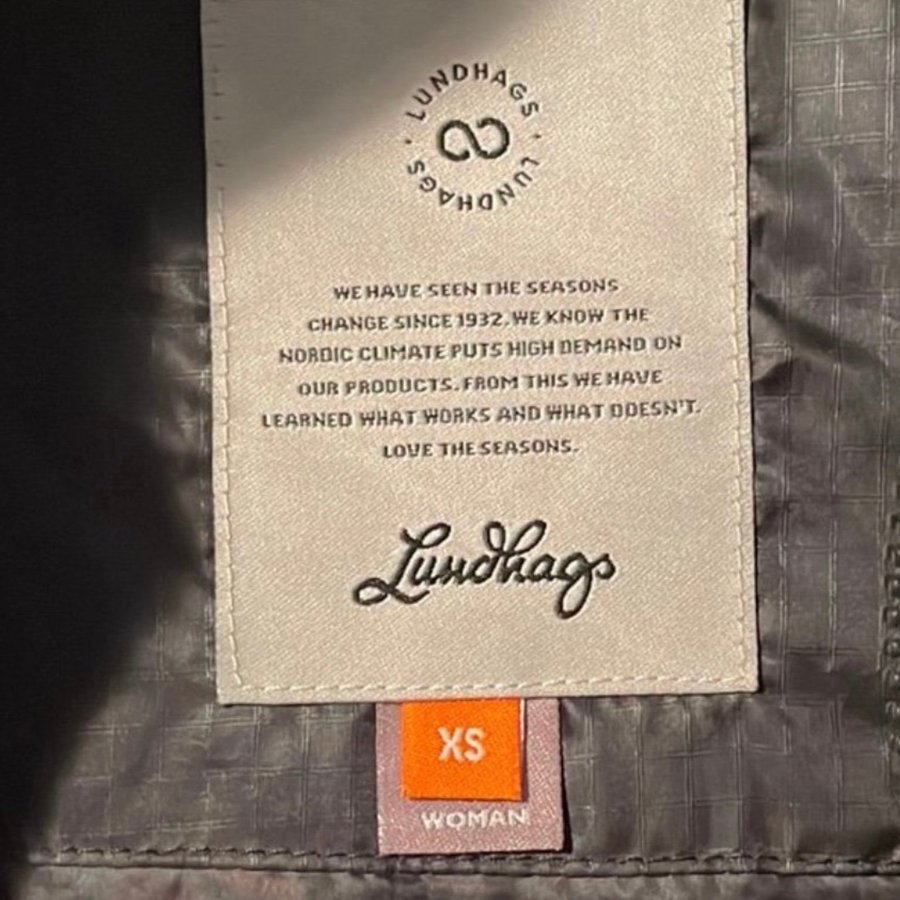 LUNDHAGS · LUNDHAGS ·
WE HAVE SEEN THE SEASONS
CHANGE SINCE 1932. WE KNOW THE
NORDIC CLIMATE PUTS HIGH DEMAND ON
OUR PRODUCTS. FROM THIS WE HAVE
LEARNED WHAT WORKS AND WHAT DOESN'T.
LOVE THE SEASONS.
Lundhags
XS
WOMAN